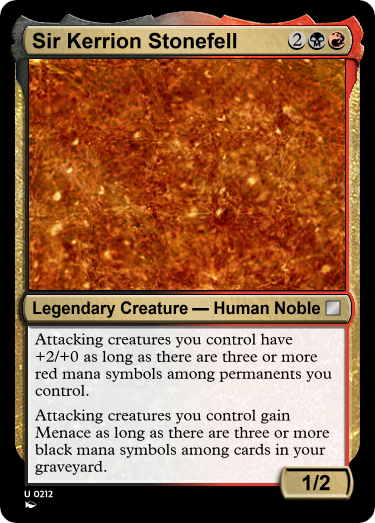 Sir Kerrion Stonefell 2
Legendary Creature — Human Noble
Attacking creatures you control have
+2/+0 as long as there are three or more
red mana symbols among permanents you
control.
Attacking creatures you control gain
Menace as long as there are three or more
black mana symbols among cards in your
graveyard.
1/2
U 0212